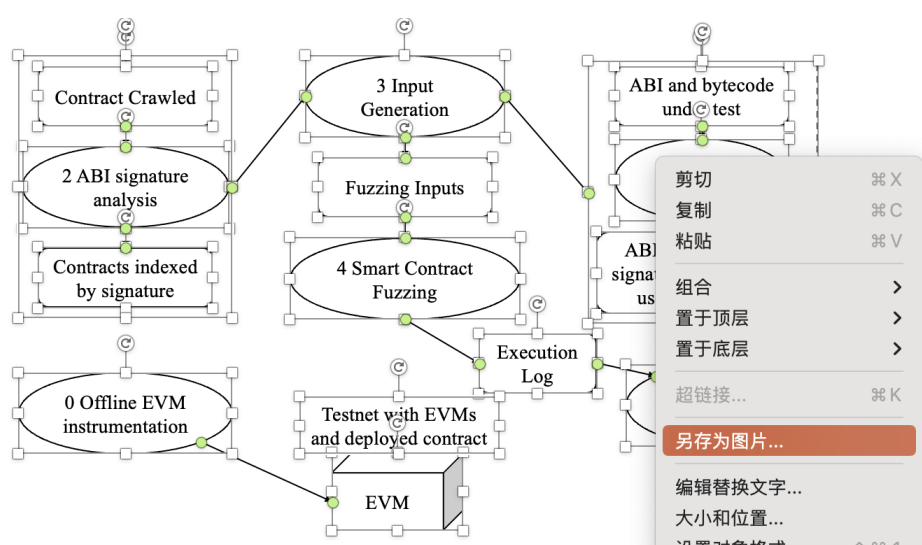 Contract Crawled
2 ABI signature
analysis
Contracts indexed
by signature
3 Input
Generation
Fuzzing Inputs
4 Smart Contract
Fuzzing
ABI and bytecode
under test
ABI
us
Execution
Log
0 Offline EVM
instrumentation
Testnet with EVMs
and deployed contract
EVM
剪切 ⌘X
复制 ⌘C
粘贴 ⌘V
组合
置于顶层
置于底层
超链接... ⌘K
另存为图片...
编辑替换文字...
大小和位置...